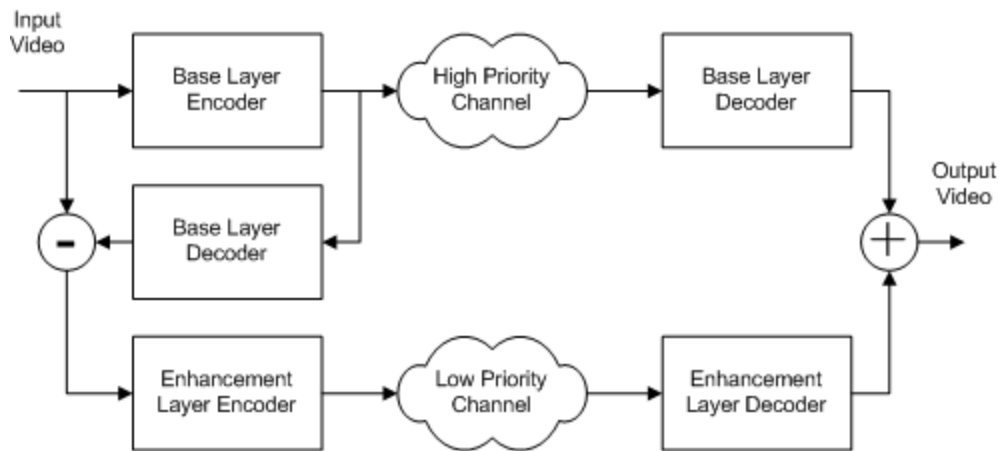 Input
Video
Base Layer
Encoder
High Priority
Channel
Base Layer
Decoder
Base Layer
Decoder
-
+
Output
Video
Enhancement
Layer Encoder
Low Priority
Channel
Enhancement
Layer Decoder